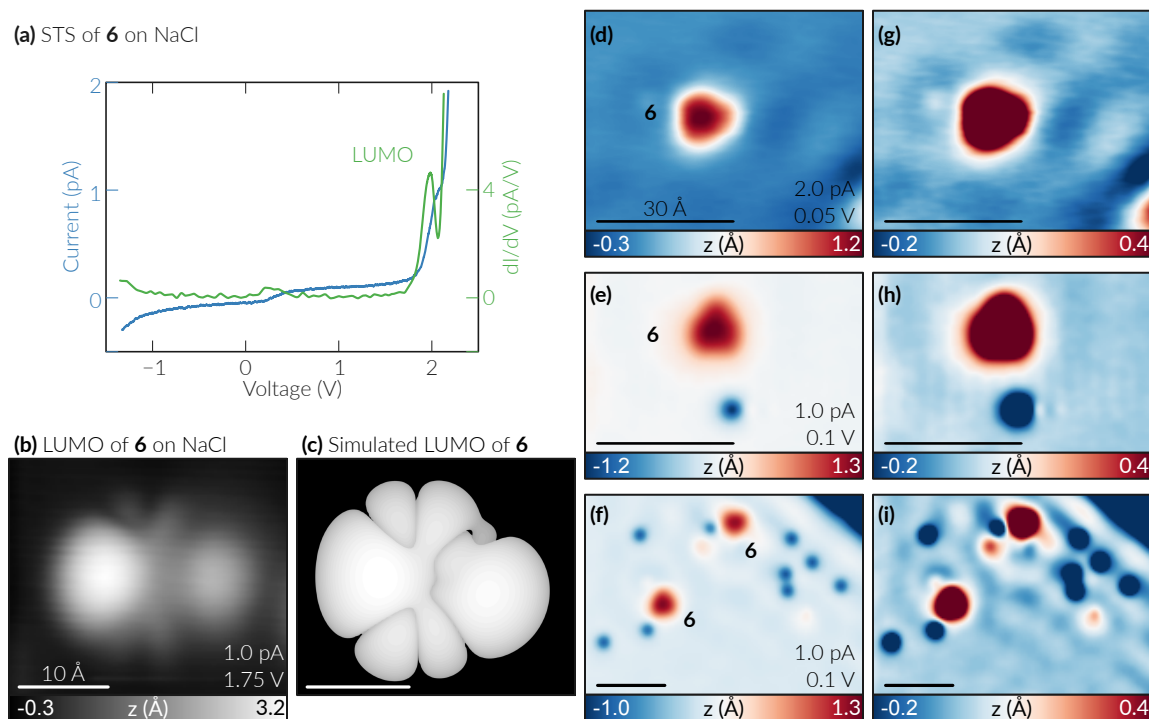 (a) STS of 6 on NaCl
2
1
0
Current (pA)
LUMO
4
0
dI/dV (pA/V)
−1
0
1
2
Voltage (V)
(b) LUMO of 6 on NaCl
10 Å
1.0 pA
1.75 V
-0.3 z (Å) 3.2
(c) Simulated LUMO of 6
(d)
6
30 Å
2.0 pA
0.05 V
-0.3 z (Å) 1.2
(g)
-0.2 z (Å) 0.4
(e)
6
1.0 pA
0.1 V
-1.2 z (Å) 1.3
(h)
-0.2 z (Å) 0.4
(f)
6
6
1.0 pA
0.1 V
-1.0 z (Å) 1.3
(i)
-0.2 z (Å) 0.4